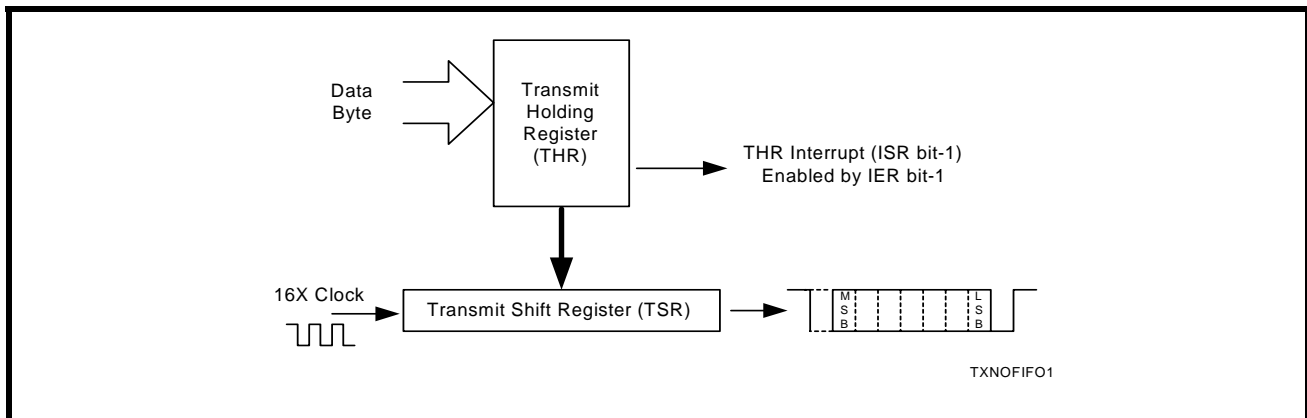 Data
Byte
Transmit
Holding
Register
(THR)
THR Interrupt (ISR bit-1)
Enabled by IER bit-1
16X Clock
Transmit Shift Register (TSR)
M
S
B
L
S
B
TXNOFIFO1